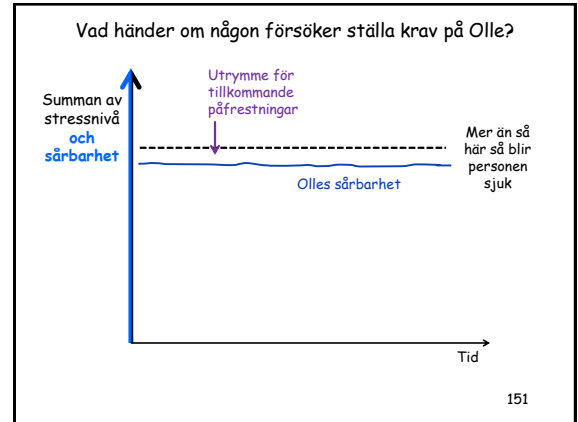 Vad händer om någon försöker ställa krav på Olle?
Utrymme för
tillkommande
påfrestningar
Summan av
stressnivå
och
sårbarhet
Mer än så
här så blir
personen
sjuk
Olles sårbarhet
Tid
151